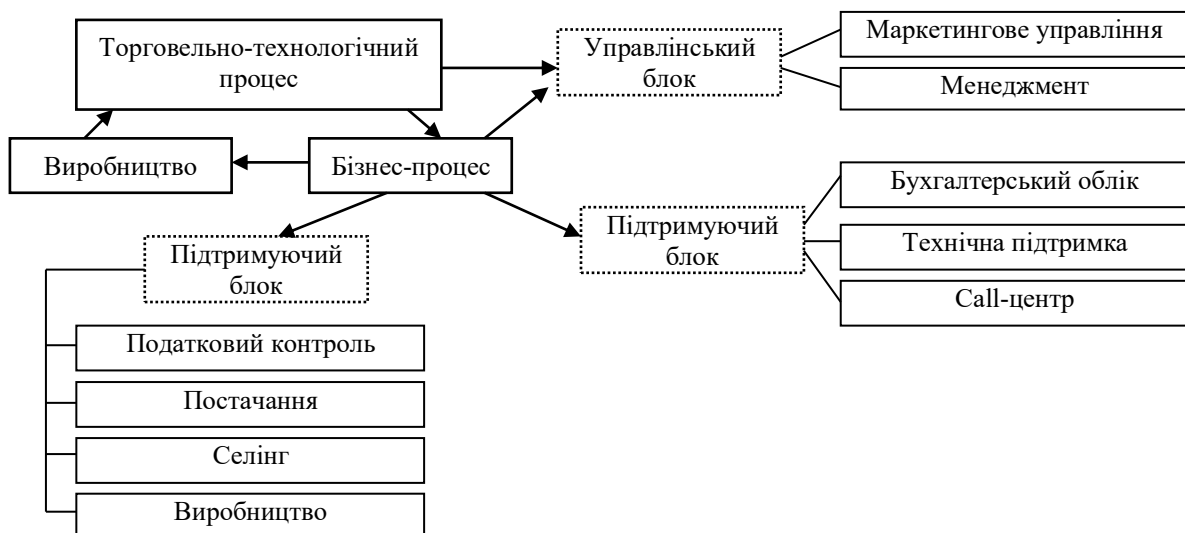 Торговельно-технологічний
процес
Управлінський
блок
Маркетингове управління
Менеджмент
Виробництво
Бізнес-процес
Підтримуючий
блок
Бухгалтерський облік
Технічна підтримка
Call-центр
Підтримуючий
блок
Податковий контроль
Постачання
Селінг
Виробництво